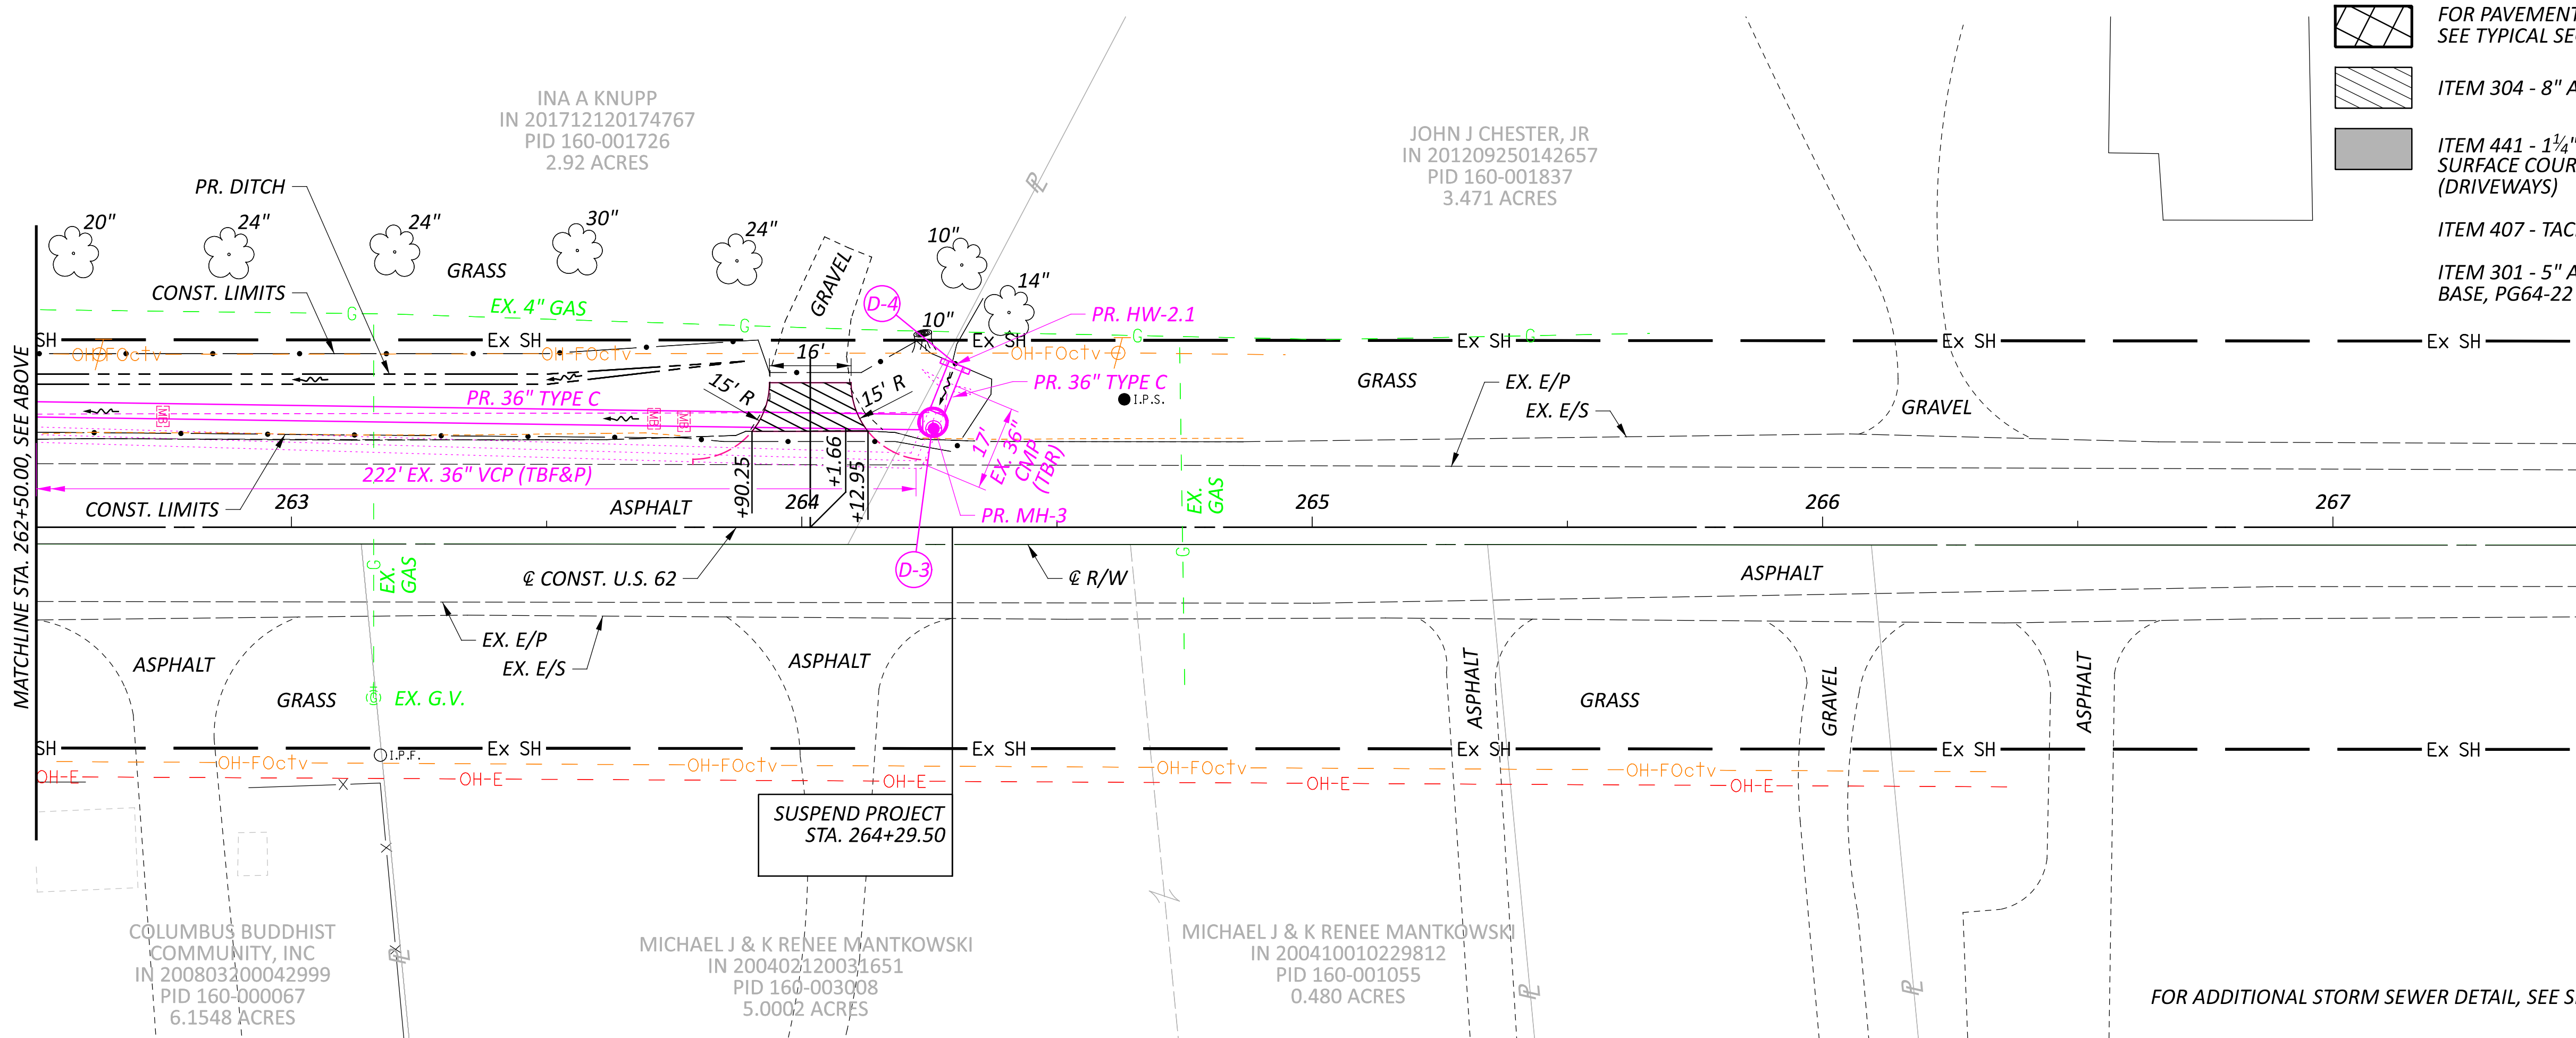 FOR PAVEMENT
SEE TYPICAL SE
ITEM 304 - 8" A
ITEM 441 - 1¼"
SURFACE COUR
(DRIVEWAYS)
ITEM 407 - TAC
ITEM 301 - 5" A
BASE, PG64-22
INA A KNUPP
IN 201712120174767
PID 160-001726
2.92 ACRES
JOHN J CHESTER, JR
IN 201209250142657
PID 160-001837
3.471 ACRES
PL
PR. DITCH
20"
24"
24"
30"
24"
10"
14"
10"
GRASS
GRAVEL
CONST. LIMITS
EX. 4" GAS
G
G
G
G
D-4
PR. HW-2.1
SH
Ex SH
Ex SH
Ex SH
Ex SH
Ex SH
OH-FOctv
OH-FOctv
OH-FOctv
16'
15' R
15' R
PR. 36" TYPE C
PR. 36" TYPE C
MB
MB
MB
I.P.S.
GRASS
EX. E/P
EX. E/S
GRAVEL
MATCHLINE STA. 262+50.00, SEE ABOVE
222' EX. 36" VCP (TBF&P)
17'
EX. 36"
CMP
(TBR)
+90.25
+1.66
+12.95
CONST. LIMITS
263
ASPHALT
264
PR. MH-3
EX.
GAS
G
265
266
267
G
EX.
GAS
℄ CONST. U.S. 62
D-3
℄ R/W
ASPHALT
EX. E/P
EX. E/S
ASPHALT
ASPHALT
GRASS
G
EX. G.V.
ASPHALT
GRASS
GRAVEL
ASPHALT
SH
Ex SH
Ex SH
Ex SH
Ex SH
Ex SH
I.P.F.
OH-FOctv
OH-FOctv
OH-FOctv
OH-FOctv
OH-E
OH-E
OH-E
OH-E
OH-E
X
X
X
SUSPEND PROJECT
STA. 264+29.50
COLUMBUS BUDDHIST
COMMUNITY, INC
IN 200803200042999
PID 160-000067
6.1548 ACRES
PL
MICHAEL J & K RENEE MANTKOWSKI
IN 200402120031651
PID 160-003008
5.0002 ACRES
MICHAEL J & K RENEE MANTKOWSKI
IN 200410010229812
PID 160-001055
0.480 ACRES
PL
PL
FOR ADDITIONAL STORM SEWER DETAIL, SEE S